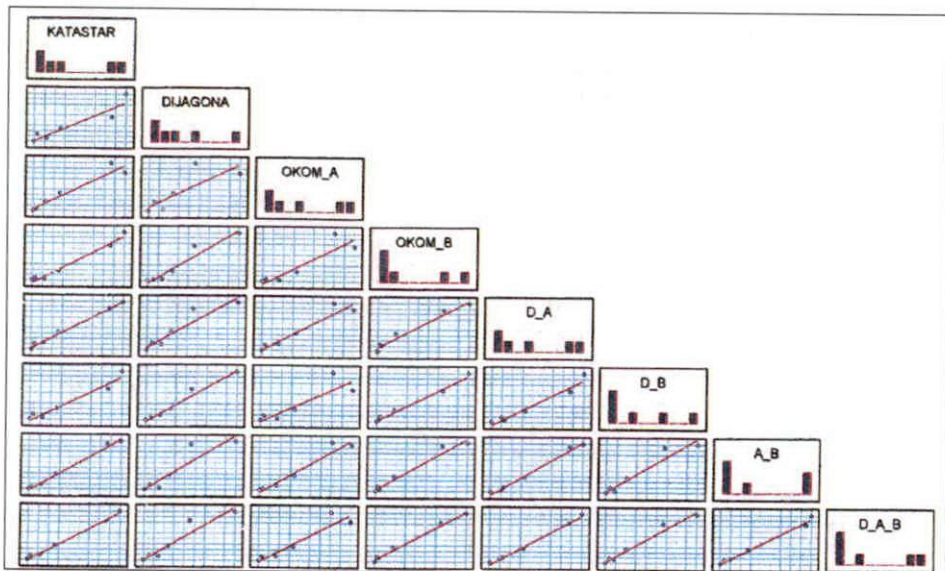 KATASTAR
DIJAGONA
OKOM_A
OKOM_B
D_A
D_B
A_B
D_A_B